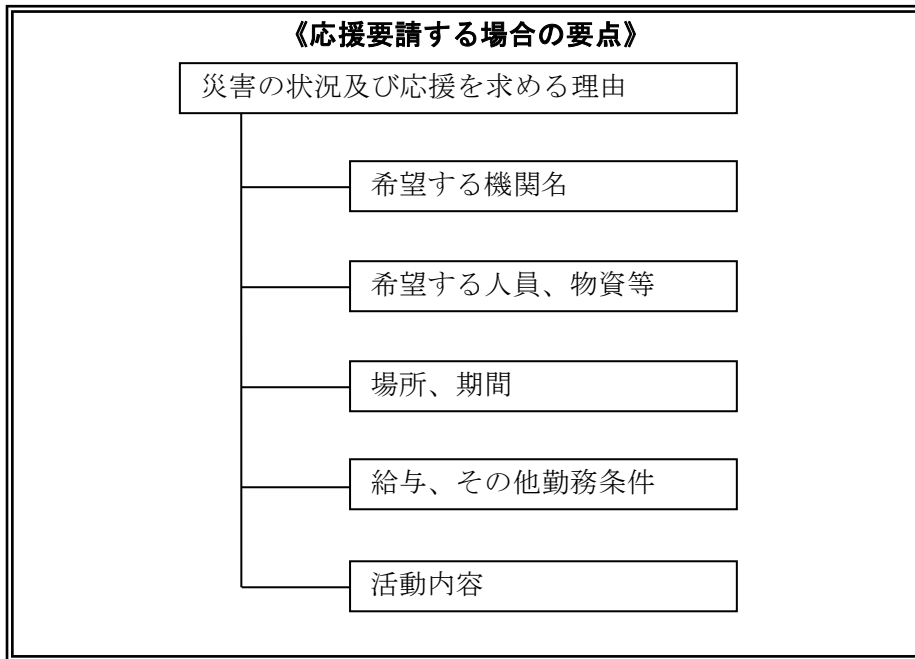 《応援要請する場合の要点》
災害の状況及び応援を求める理由
希望する機関名
希望する人員、物資等
場所、期間
給与、その他勤務条件
活動内容